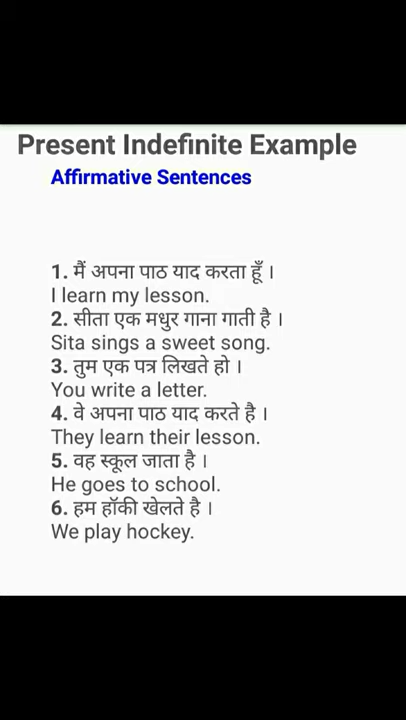 Present Indefinite Example
Affirmative Sentences
1. मैं अपना पाठ याद करता हूँ ।
I learn my lesson.
2. सीता एक मधुर गाना गाती है ।
Sita sings a sweet song.
3. तुम एक पत्र लिखते हो ।
You write a letter.
4. वे अपना पाठ याद करते है ।
They learn their lesson.
5. वह स्कूल जाता है ।
He goes to school.
6. हम हॉकी खेलते है ।
We play hockey.